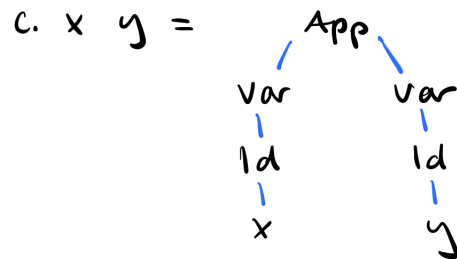 c. x y = App
var var
Id Id
x y